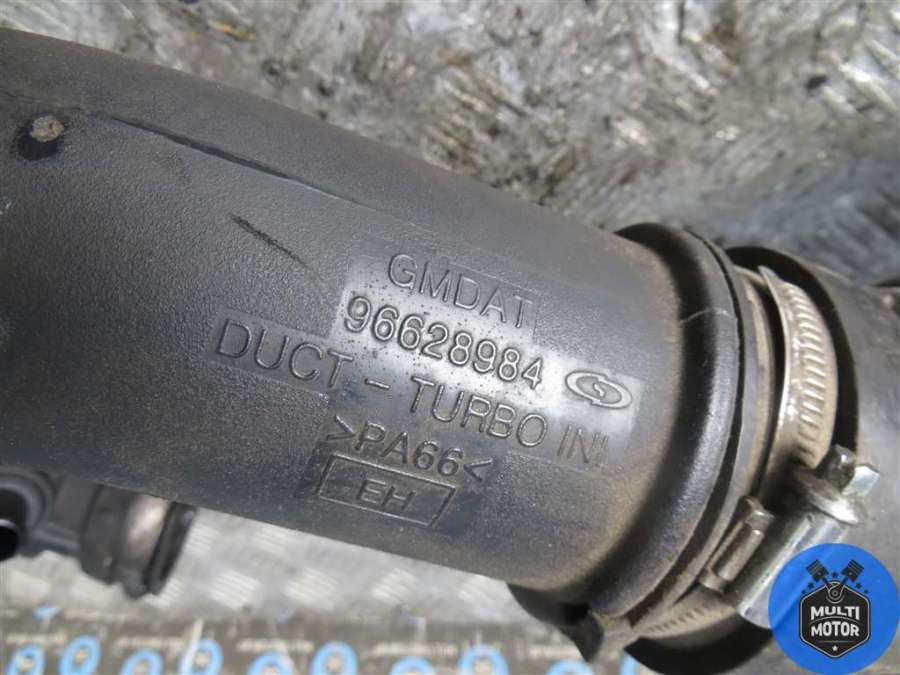 GMDAT
96628984
DUCT - TURBO INL
>PA66<
EH
MULTI
MOTOR